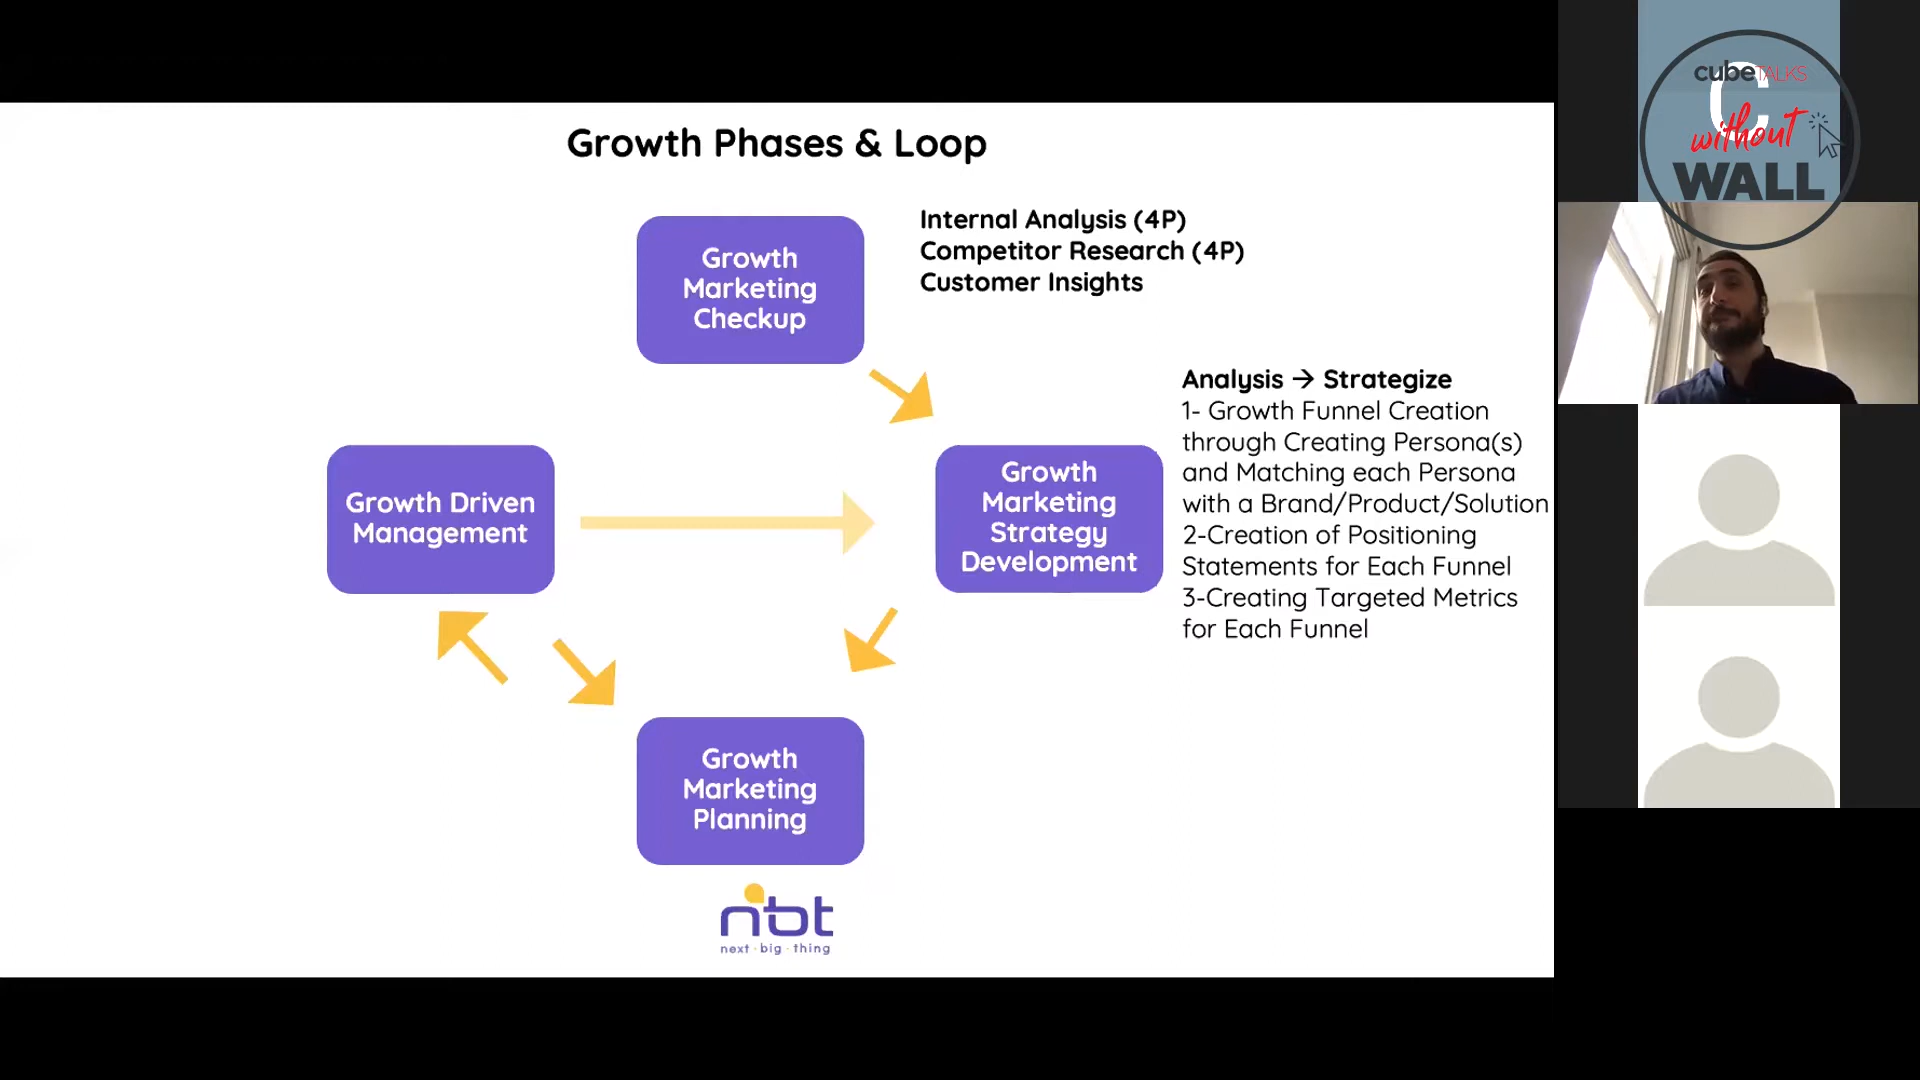 Growth Phases & Loop
Growth
Marketing
Checkup
Internal Analysis (4P)
Competitor Research (4P)
Customer Insights
Growth Driven
Management
Growth
Marketing
Strategy
Development
Analysis → Strategize
1- Growth Funnel Creation
through Creating Persona(s)
and Matching each Persona
with a Brand/Product/Solution
2-Creation of Positioning
Statements for Each Funnel
3-Creating Targeted Metrics
for Each Funnel
Growth
Marketing
Planning
nbt
next · big · thing
cubeTALKS
C
without
WALL